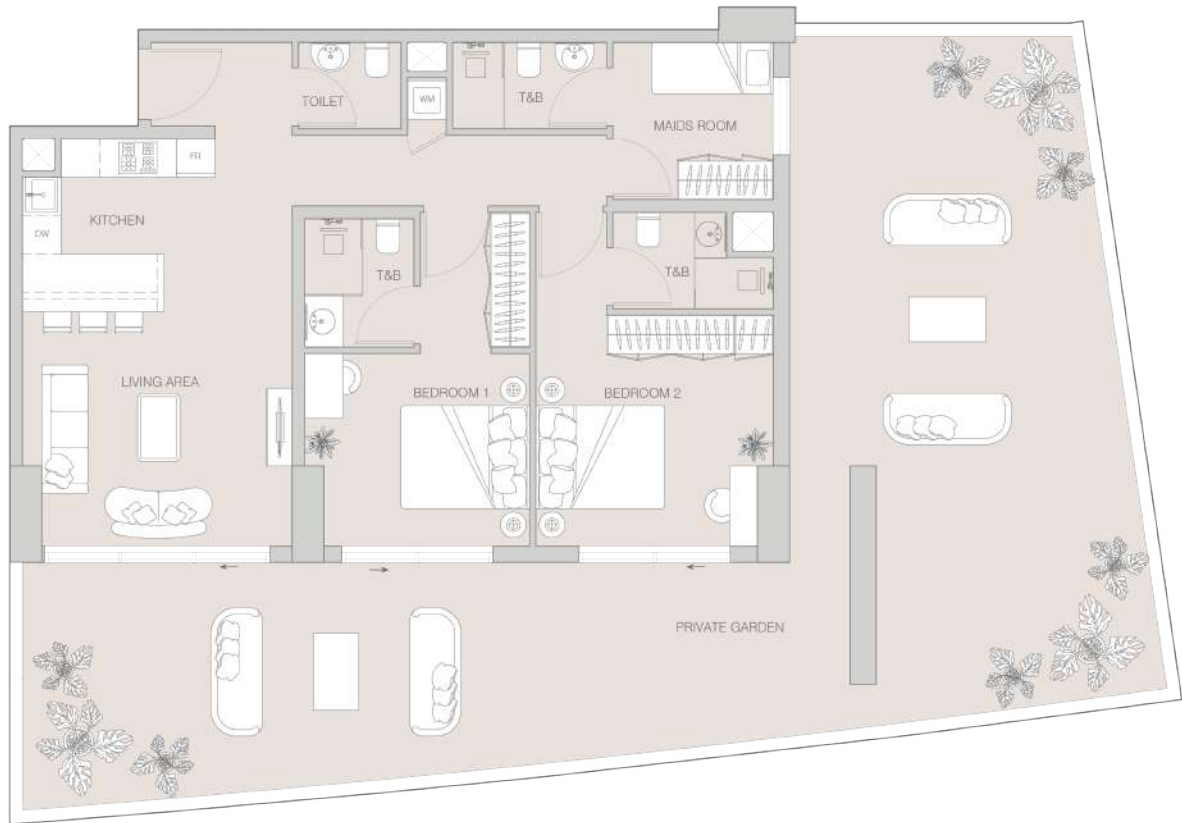 TOILET
WM
T&B
MAIDS ROOM
FR
KITCHEN
DW
T&B
T&B
LIVING AREA
BEDROOM 1
BEDROOM 2
PRIVATE GARDEN